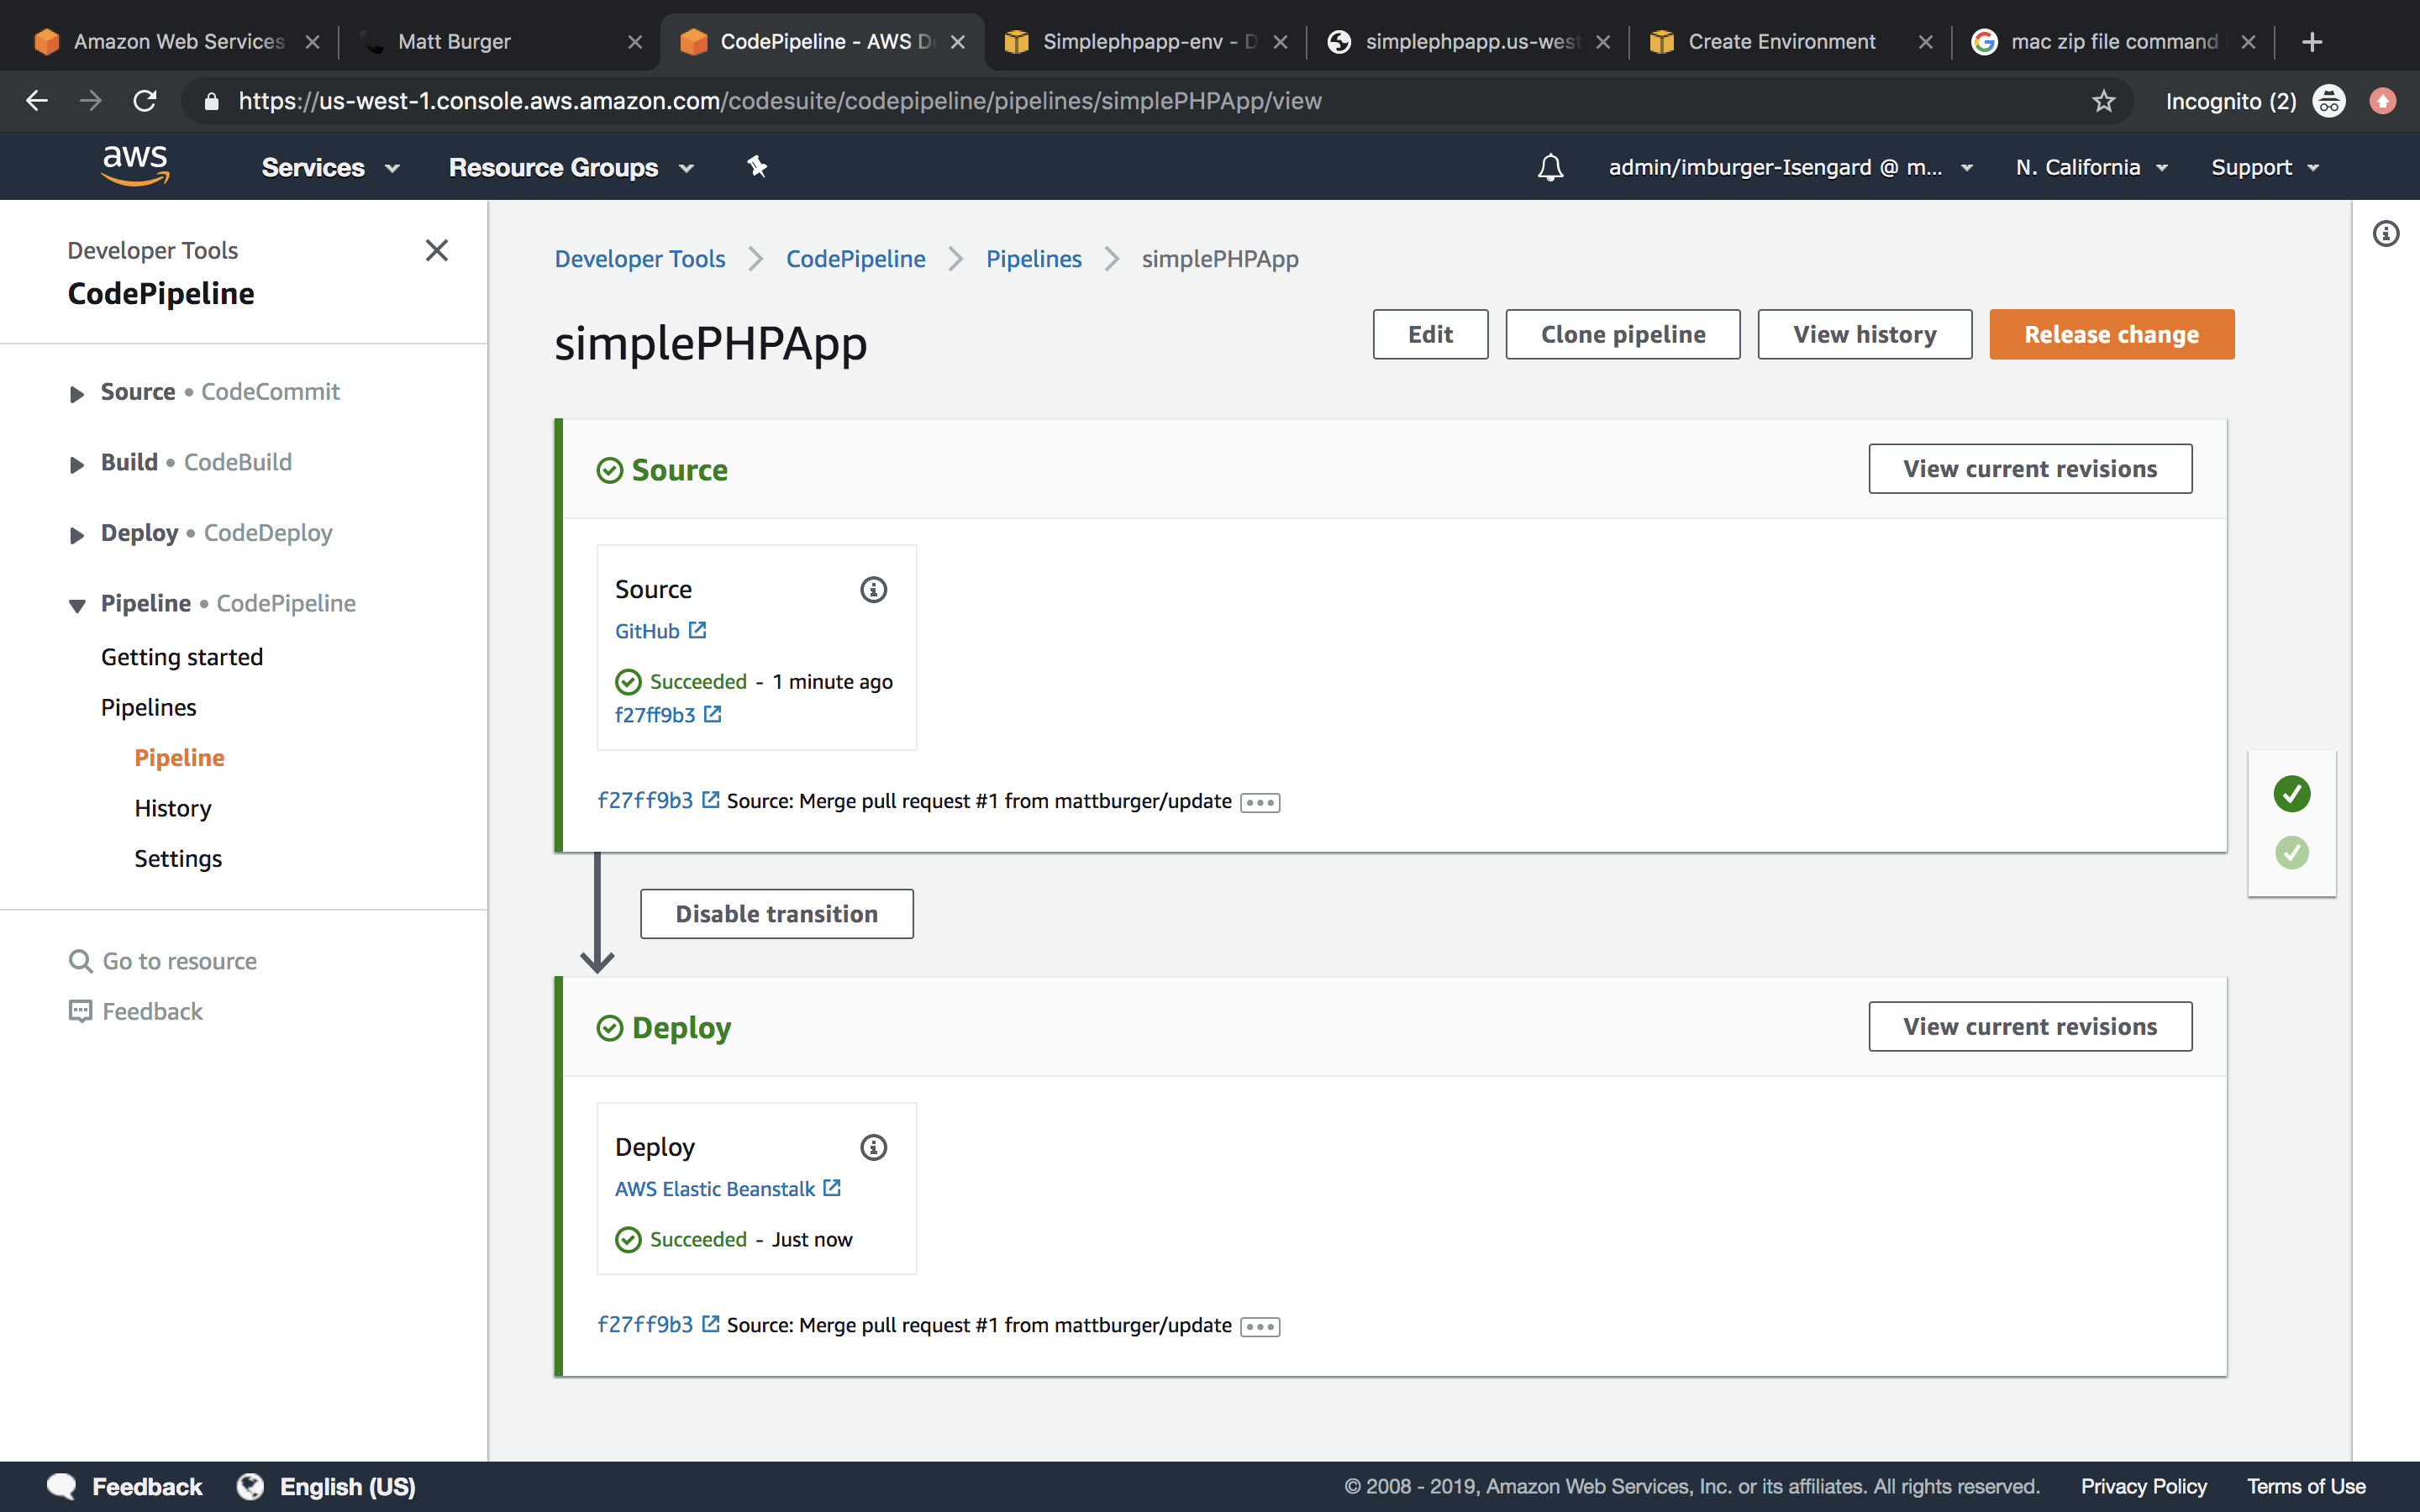 Amazon Web Services
Matt Burger
CodePipeline - AWS D
Simplephpapp-env - D
simplephpapp.us-west
Create Environment
mac zip file command
https://us-west-1.console.aws.amazon.com/codesuite/codepipeline/pipelines/simplePHPApp/view
Incognito (2)
aws
Services
Resource Groups
admin/imburger-Isengard @ m...
N. California
Support
Developer Tools
CodePipeline
Source • CodeCommit
Build • CodeBuild
Deploy • CodeDeploy
Pipeline • CodePipeline
Getting started
Pipelines
Pipeline
History
Settings
Go to resource
Feedback
Developer Tools
CodePipeline
Pipelines
simplePHPApp
simplePHPApp
Edit
Clone pipeline
View history
Release change
Source
View current revisions
Source
GitHub
Succeeded - 1 minute ago
f27ff9b3
f27ff9b3 Source: Merge pull request #1 from mattburger/update
Disable transition
Deploy
View current revisions
Deploy
AWS Elastic Beanstalk
Succeeded - Just now
f27ff9b3 Source: Merge pull request #1 from mattburger/update
Feedback
English (US)
© 2008 - 2019, Amazon Web Services, Inc. or its affiliates. All rights reserved.
Privacy Policy
Terms of Use